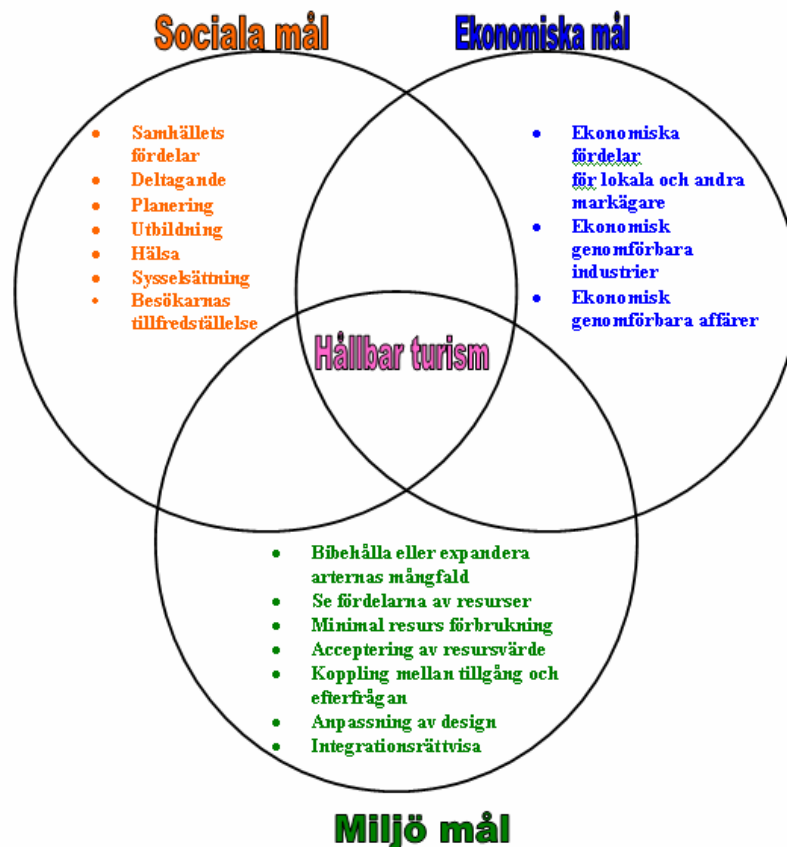 Sociala mål
Ekonomiska mål
• Samhällets
fördelar
• Deltagande
• Planering
• Utbildning
• Hälsa
• Sysselsättning
• Besökarnas
tillfredställelse
• Ekonomiska
fördelar
för lokala och andra
markägare
• Ekonomisk
genomförbara
industrier
• Ekonomisk
genomförbara affärer
Hållbar turism
• Bibehålla eller expandera
arternas mångfald
• Se fördelarna av resurser
• Minimal resurs förbrukning
• Acceptering av resursvärde
• Koppling mellan tillgång och
efterfrågan
• Anpassning av design
• Integrationsrättvisa
Miljö mål